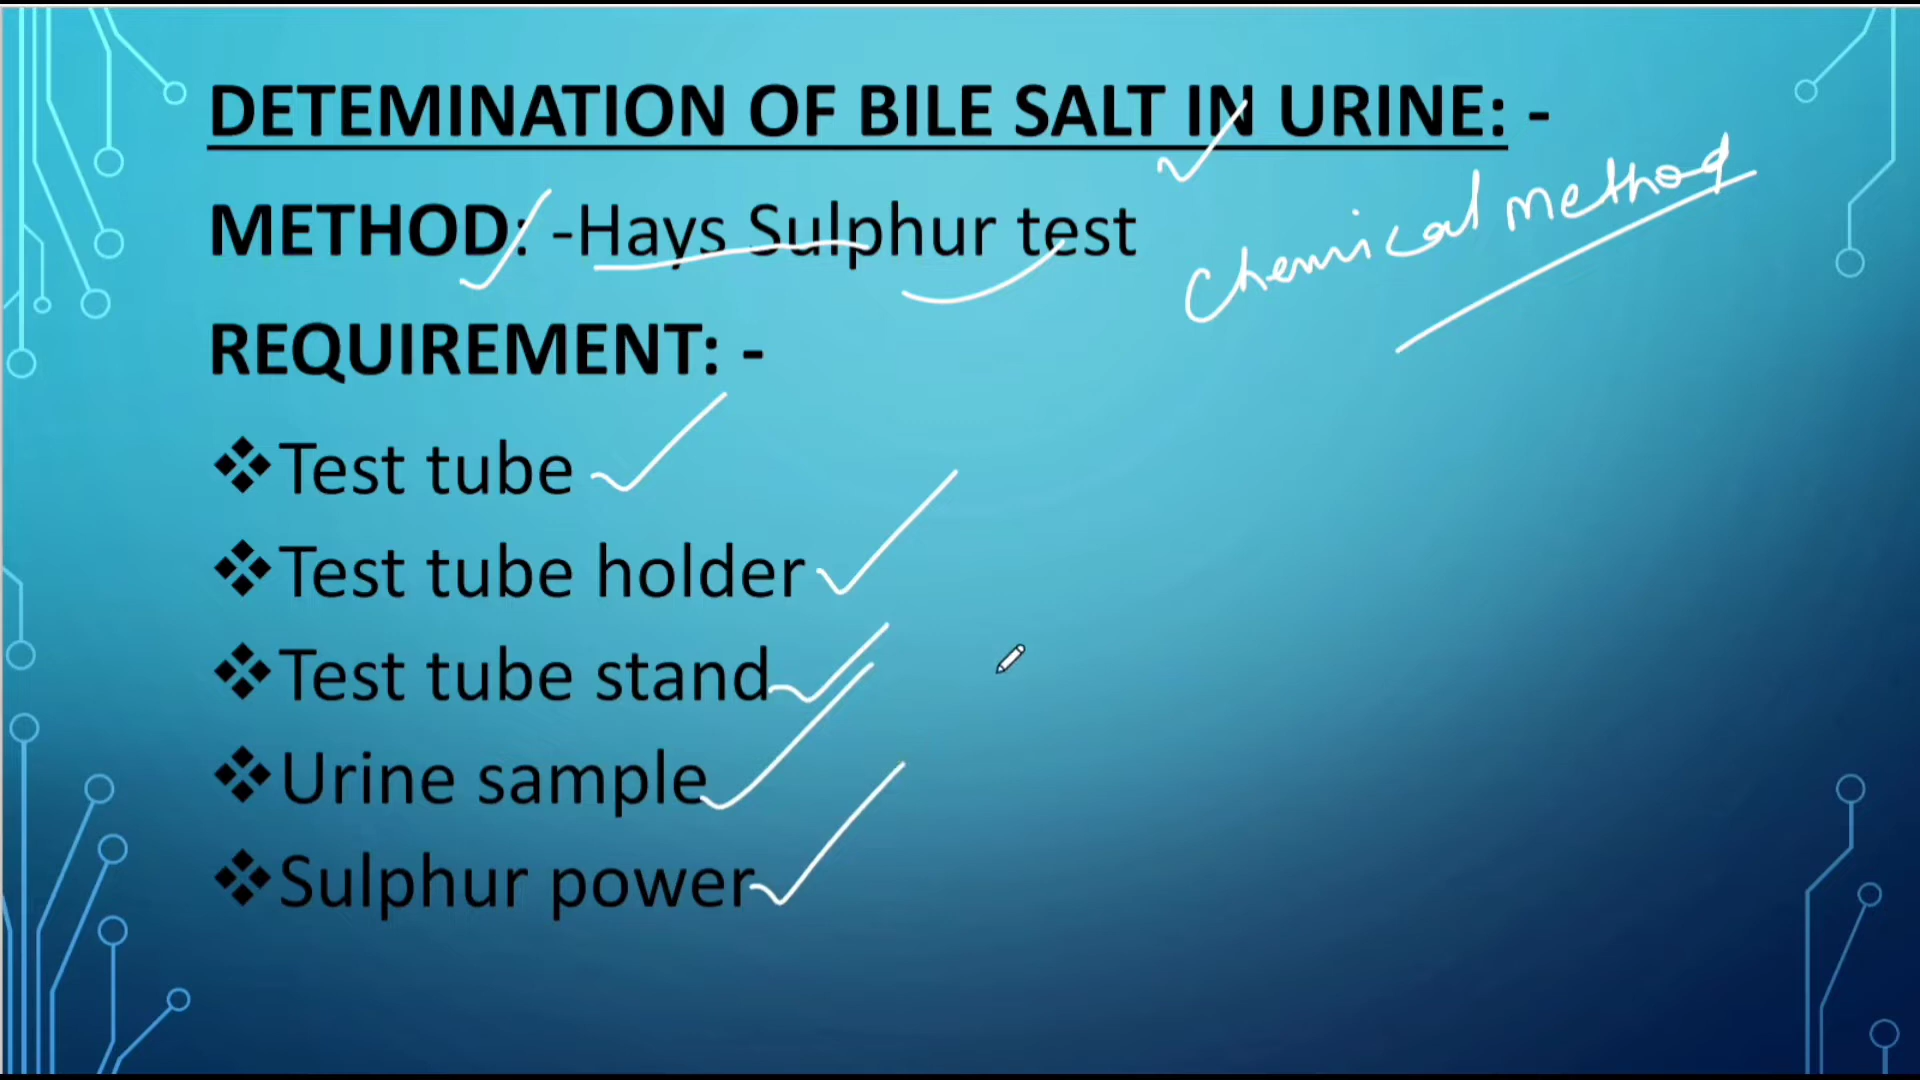 DETEMINATION OF BILE SALT IN URINE: -
METHOD: -Hays Sulphur test
Chemical method
REQUIREMENT: -
❖Test tube
❖Test tube holder
❖Test tube stand
❖Urine sample
❖Sulphur power